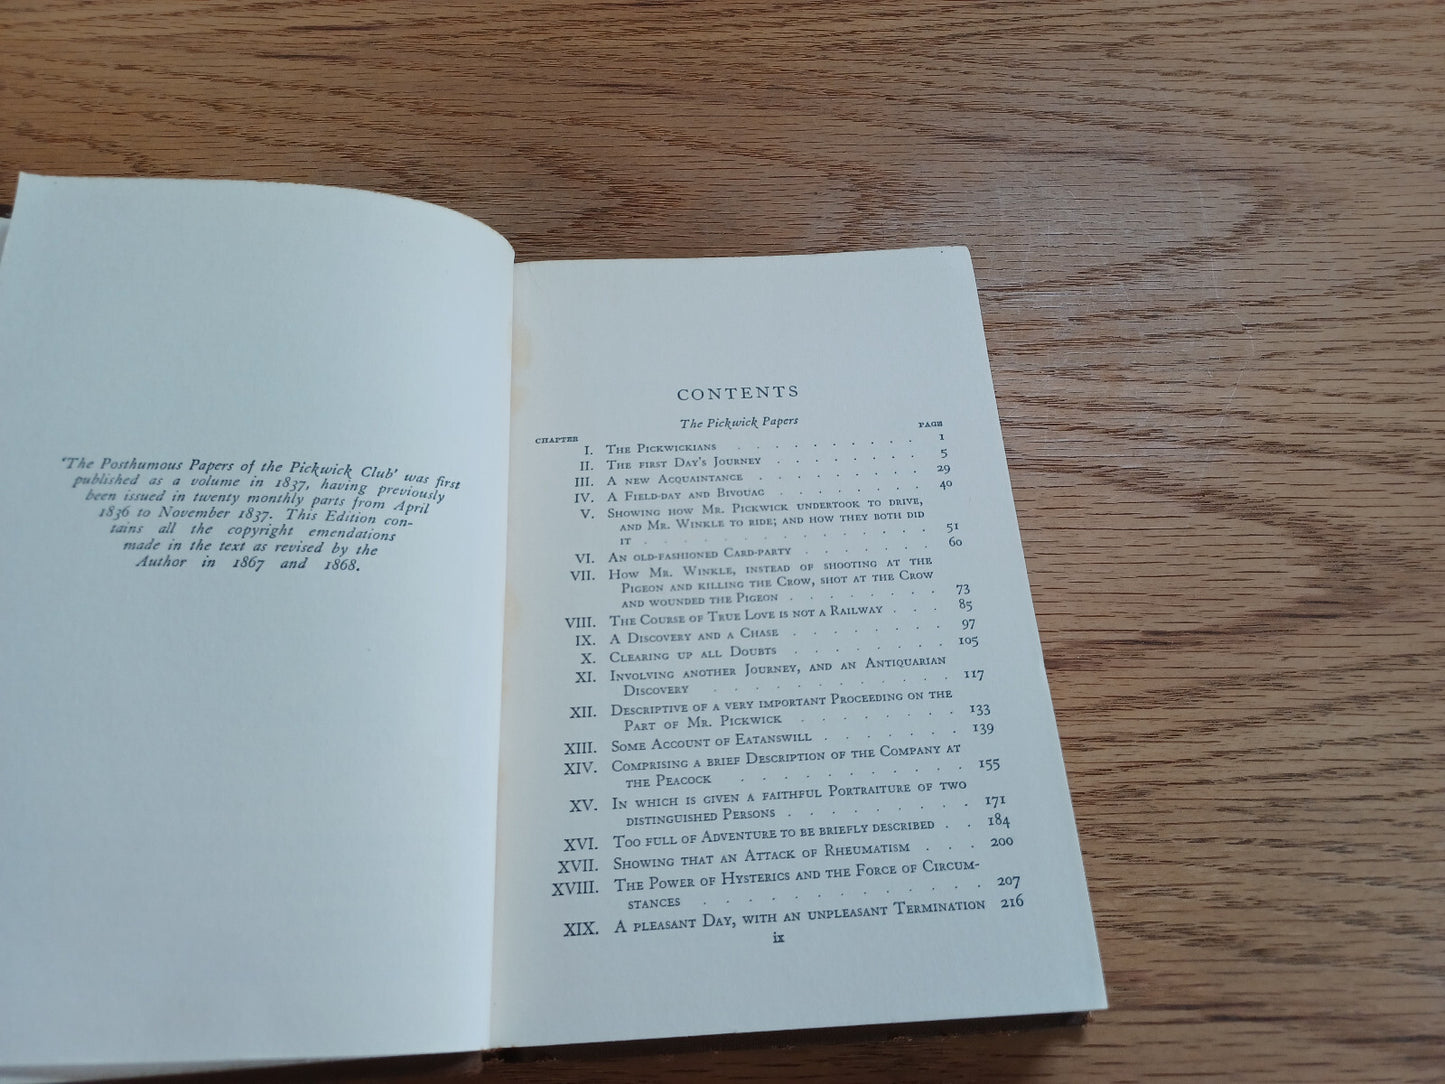 'The Posthumous Papers of the Pickwick Club' was first
published as a volume in 1837, having previously
been issued in twenty monthly parts from April
1836 to November 1837. This Edition con-
tains all the copyright emendations
made in the text as revised by the
Author in 1867 and 1868.
CONTENTS
The Pickwick Papers
CHAPTER PAGE
I. The Pickwickians . . . . . . . . 1
II. The first Day's Journey . . . . . . . 5
III. A new Acquaintance . . . . . . . 29
IV. A Field-day and Bivouac . . . . . . . 40
V. Showing how Mr. Pickwick undertook to drive,
and Mr. Winkle to ride; and how they both did
it . . . . . . . . . . . 51
VI. An old-fashioned Card-party . . . . . . 60
VII. How Mr. Winkle, instead of shooting at the
Pigeon and killing the Crow, shot at the Crow
and wounded the Pigeon . . . . . . 73
VIII. The Course of True Love is not a Railway . . . 85
IX. A Discovery and a Chase . . . . . . 97
X. Clearing up all Doubts . . . . . . . 105
XI. Involving another Journey, and an Antiquarian
Discovery . . . . . . . . . 117
XII. Descriptive of a very important Proceeding on the
Part of Mr. Pickwick . . . . . . . 133
XIII. Some Account of Eatanswill . . . . . . 139
XIV. Comprising a brief Description of the Company at
the Peacock . . . . . . . . . 155
XV. In which is given a faithful Portraiture of two
distinguished Persons . . . . . . . 171
XVI. Too full of Adventure to be briefly described . . 184
XVII. Showing that an Attack of Rheumatism . . . 200
XVIII. The Power of Hysterics and the Force of Circum-
stances . . . . . . . . . . 207
XIX. A pleasant Day, with an unpleasant Termination 216
ix